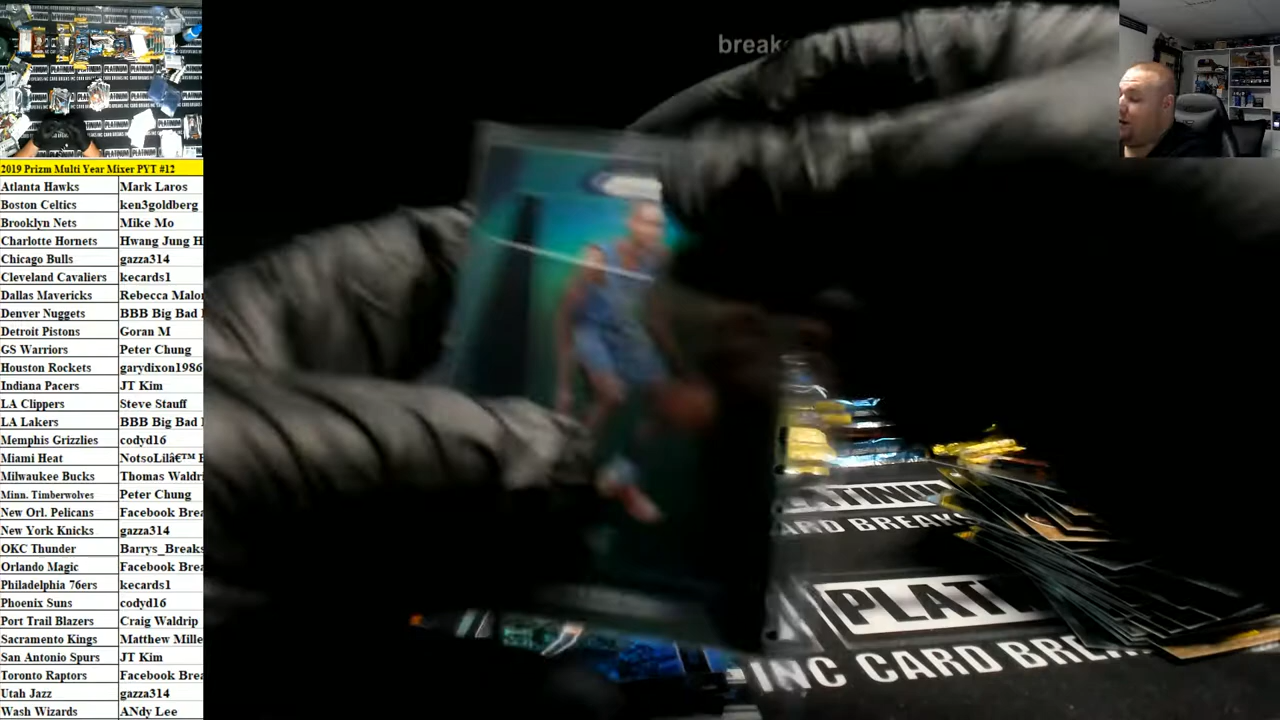 break
2019 Prizm Multi Year Mixer PYT #12
Atlanta Hawks Mark Laros
Boston Celtics ken3goldberg
Brooklyn Nets Mike Mo
Charlotte Hornets Hwang Jung H
Chicago Bulls gazza314
Cleveland Cavaliers kecards1
Dallas Mavericks Rebecca Malo
Denver Nuggets BBB Big Bad
Detroit Pistons Goran M
GS Warriors Peter Chung
Houston Rockets garydixon1986
Indiana Pacers JT Kim
LA Clippers Steve Stauff
LA Lakers BBB Big Bad
Memphis Grizzlies codyd16
Miami Heat NotsoLilâ€™
Milwaukee Bucks Thomas Waldr
Minn. Timberwolves Peter Chung
New Orl. Pelicans Facebook Brea
New York Knicks gazza314
OKC Thunder Barrys_Breaks
Orlando Magic Facebook Brea
Philadelphia 76ers kecards1
Phoenix Suns codyd16
Port Trail Blazers Craig Waldrip
Sacramento Kings Matthew Mille
San Antonio Spurs JT Kim
Toronto Raptors Facebook Brea
Utah Jazz gazza314
Wash Wizards ANdy Lee
LATINUM
CARD BREAKS
PLAT
INC CARD BRE